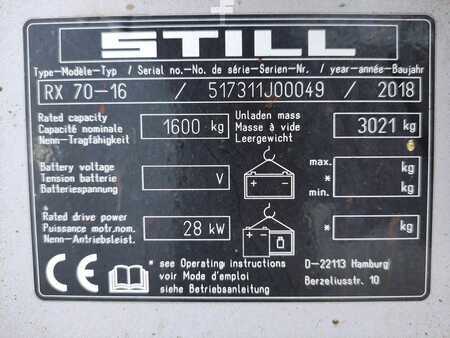 STILL
Type-Modèle-Typ / Serial no.-No. de série-Serien-Nr. / year-année-Baujahr
RX 70-16 / 517311J00049 / 2018
Rated capacity
Capacité nominale
Nenn-Tragfähigkeit
1600 kg
Unladen mass
Masse à vide
Leergewicht
3021 kg
Battery voltage
Tension batterie
Batteriespannung
V
max.
*
min.
kg
kg
Rated drive power
Puissance motr.nom.
Nenn-Antriebsleist.
28 kW
*
kg
CE
* see Operating instructions
voir Mode d'emploi
siehe Betriebsanleitung
D-22113 Hamburg
Berzeliusstr. 10